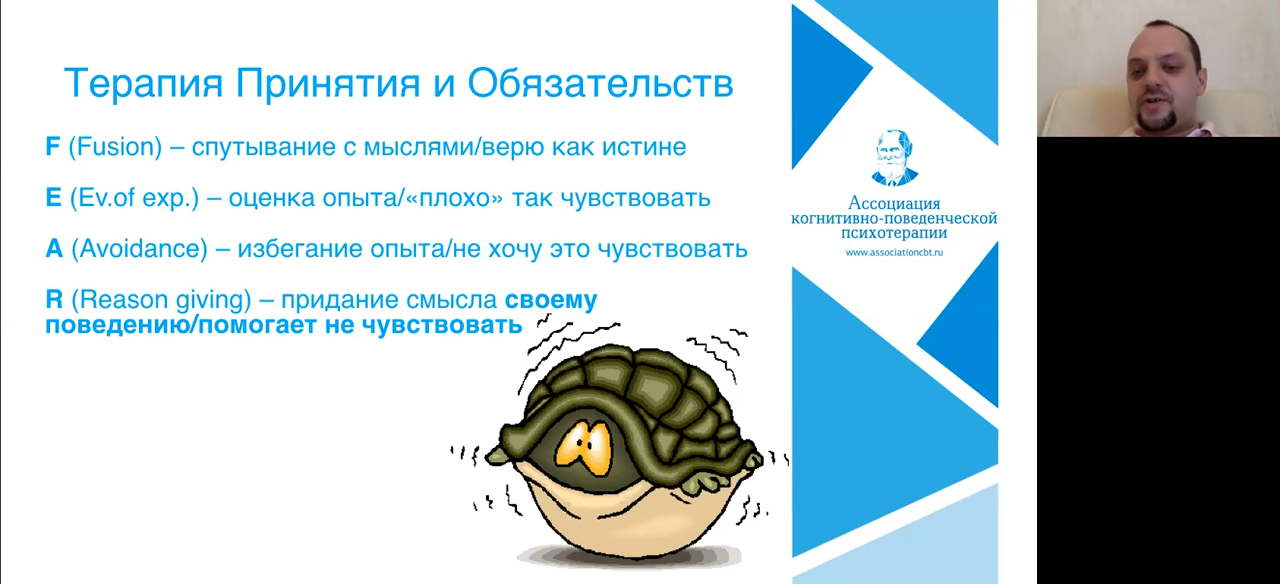 Терапия Принятия и Обязательств
F (Fusion) – спутывание с мыслями/верю как истине
E (Ev.of exp.) – оценка опыта/«плохо» так чувствовать
A (Avoidance) – избегание опыта/не хочу это чувствовать
R (Reason giving) – придание смысла своему
поведению/помогает не чувствовать
Ассоциация
когнитивно-поведенческой
психотерапии
www.associationcbt.ru